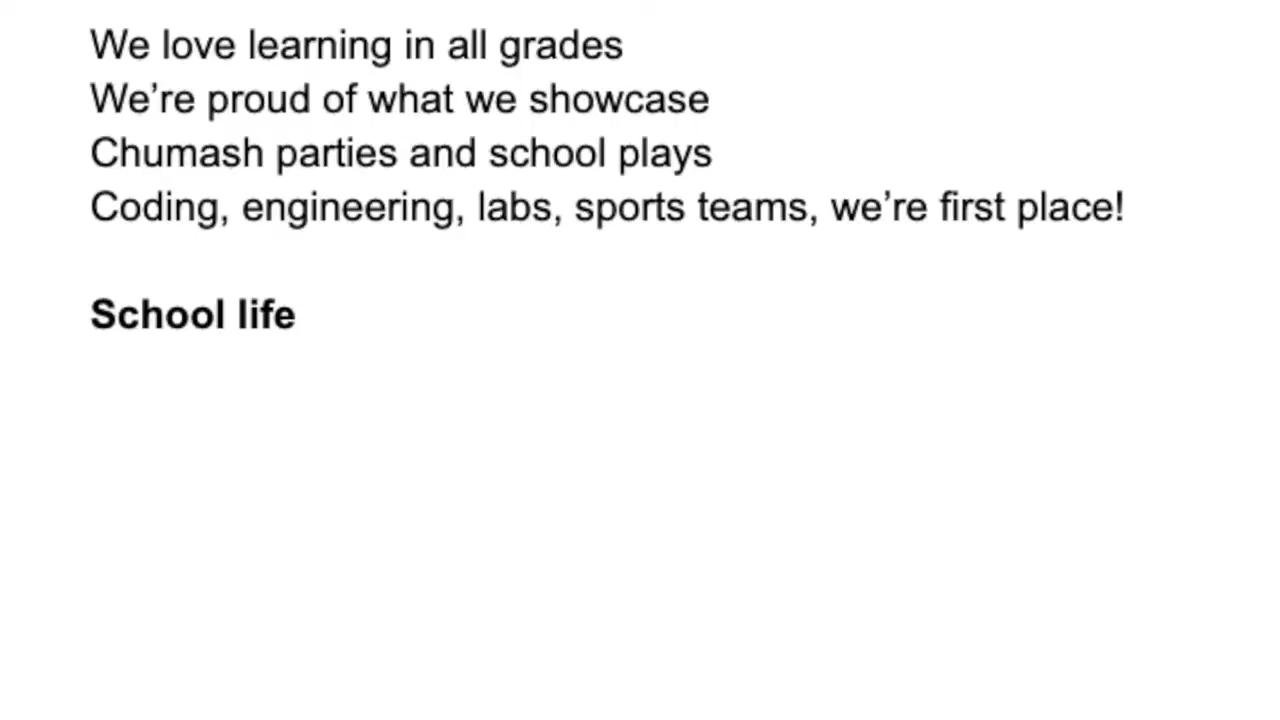 We love learning in all grades
We’re proud of what we showcase
Chumash parties and school plays
Coding, engineering, labs, sports teams, we’re first place!
School life